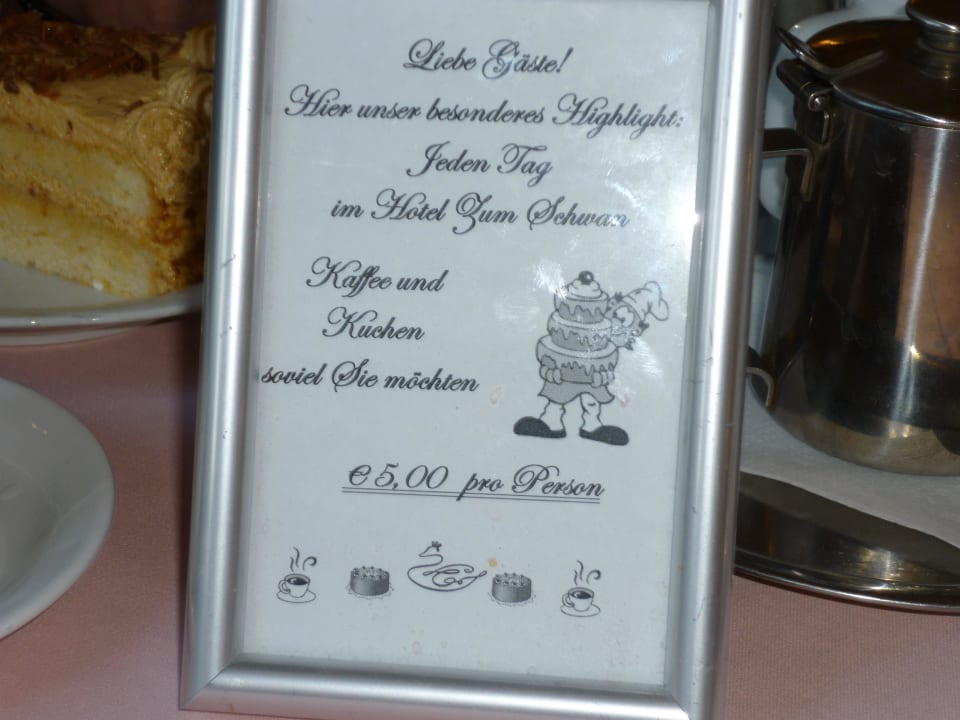 Liebe Gäste!
Hier unser besonderes Highlight:
Jeden Tag
im Hotel Zum Schwan
Kaffee und
Kuchen
soviel Sie möchten
€ 5,00 pro Person